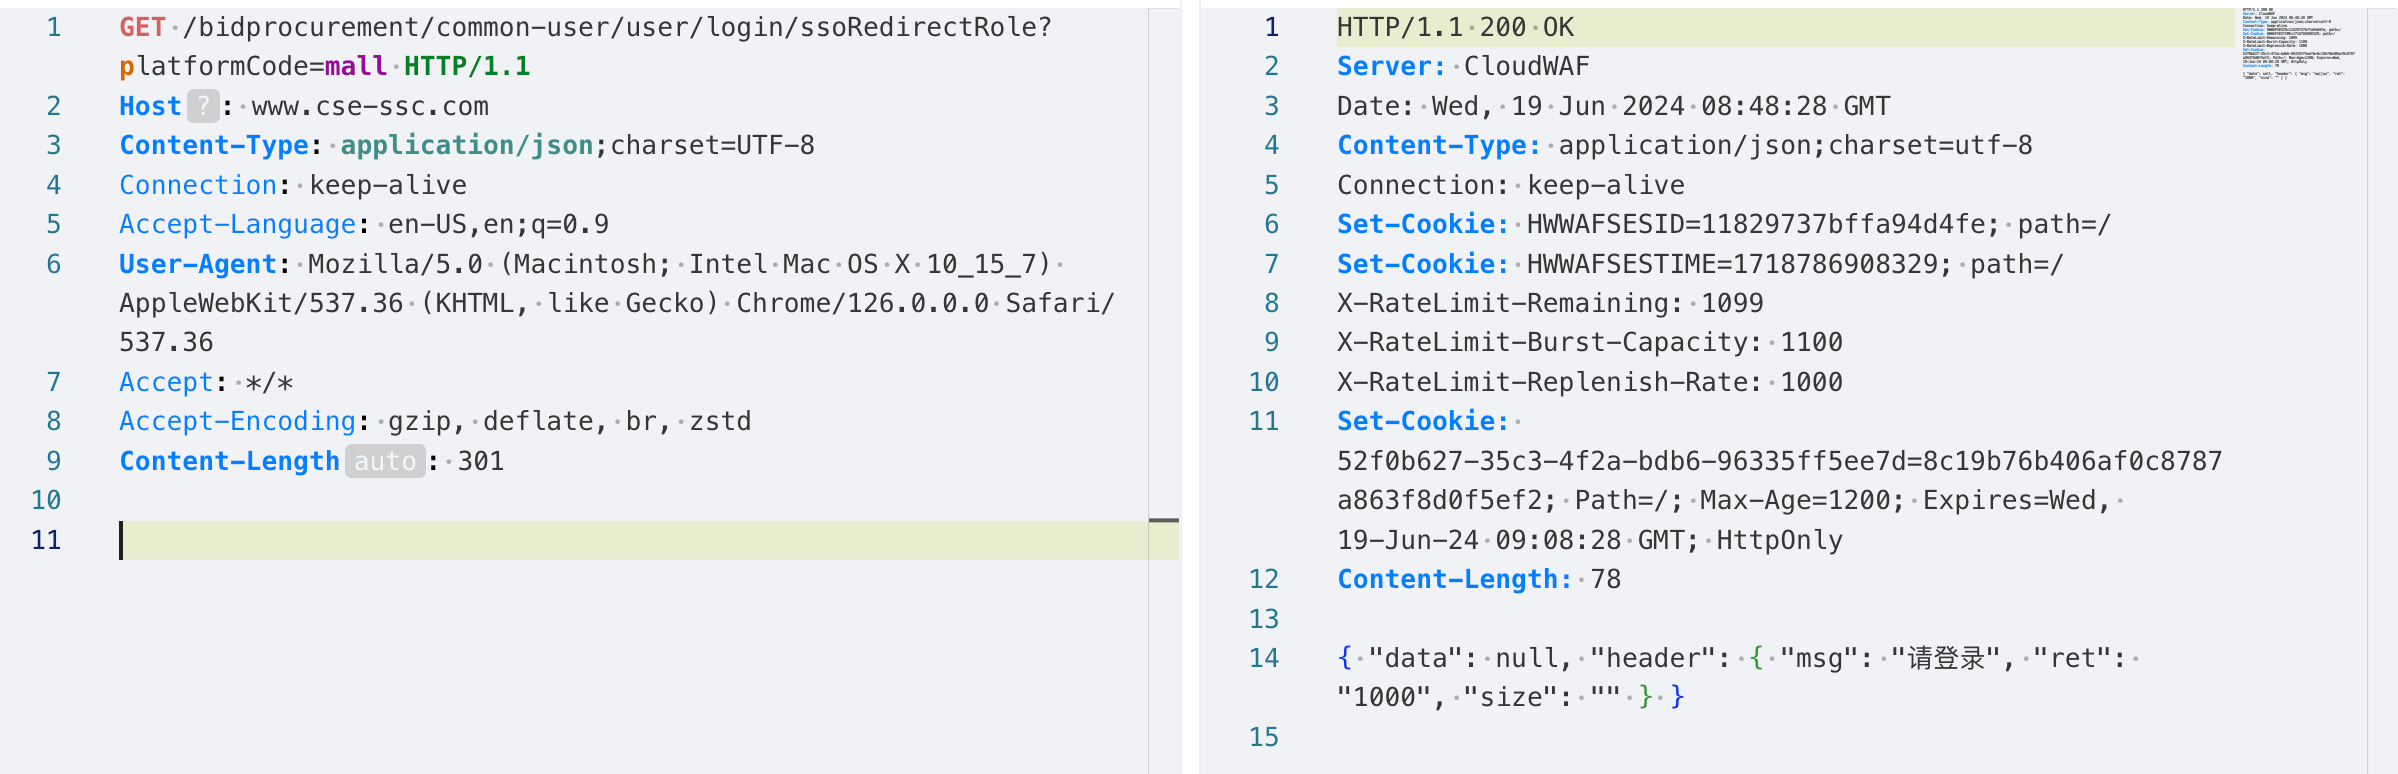 1 GET /bidprocurement/common-user/user/login/ssoRedirectRole?
platformCode=mall HTTP/1.1
2 Host ? : www.cse-ssc.com
3 Content-Type: application/json;charset=UTF-8
4 Connection: keep-alive
5 Accept-Language: en-US,en;q=0.9
6 User-Agent: Mozilla/5.0 (Macintosh; Intel Mac OS X 10_15_7)
AppleWebKit/537.36 (KHTML, like Gecko) Chrome/126.0.0.0 Safari/
537.36
7 Accept: */*
8 Accept-Encoding: gzip, deflate, br, zstd
9 Content-Length auto : 301
10
11
1 HTTP/1.1 200 OK
2 Server: CloudWAF
3 Date: Wed, 19 Jun 2024 08:48:28 GMT
4 Content-Type: application/json;charset=utf-8
5 Connection: keep-alive
6 Set-Cookie: HWWAFSESID=11829737bffa94d4fe; path=/
7 Set-Cookie: HWWAFSESTIME=1718786908329; path=/
8 X-RateLimit-Remaining: 1099
9 X-RateLimit-Burst-Capacity: 1100
10 X-RateLimit-Replenish-Rate: 1000
11 Set-Cookie:
52f0b627-35c3-4f2a-bdb6-96335ff5ee7d=8c19b76b406af0c8787
a863f8d0f5ef2; Path=/; Max-Age=1200; Expires=Wed,
19-Jun-24 09:08:28 GMT; HttpOnly
12 Content-Length: 78
13
14 { "data": null, "header": { "msg": "请登录", "ret":
"1000", "size": "" } }
15